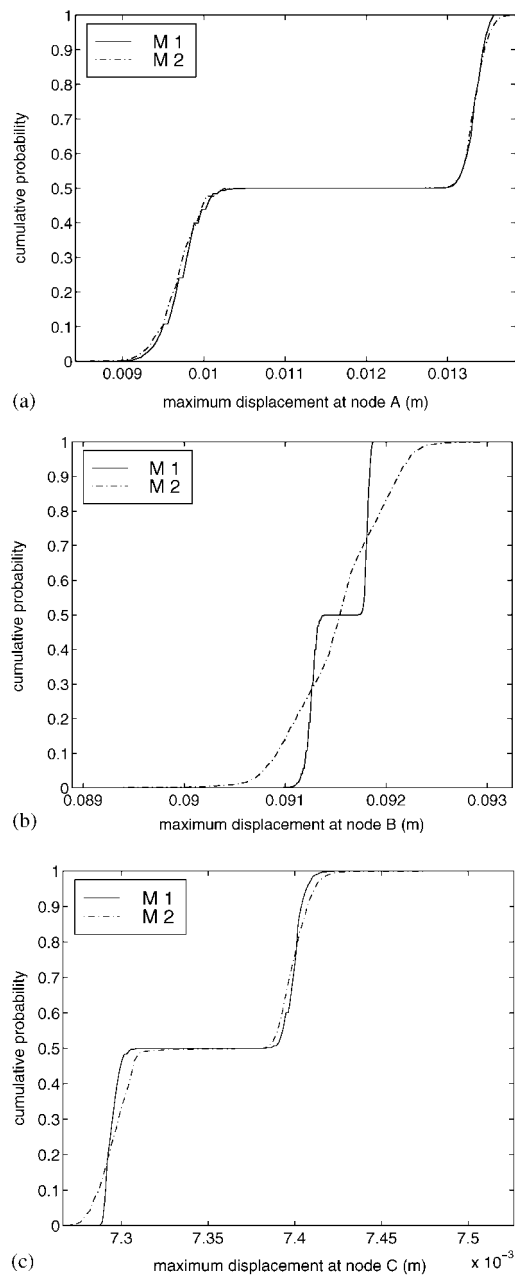 1
0.9
0.8
0.7
0.6
0.5
0.4
0.3
0.2
0.1
0
M 1
M 2
cumulative probability
0.009 0.01 0.011 0.012 0.013
(a) maximum displacement at node A (m)
1
0.9
0.8
0.7
0.6
0.5
0.4
0.3
0.2
0.1
0
M 1
M 2
cumulative probability
0.089 0.09 0.091 0.092 0.093
(b) maximum displacement at node B (m)
1
0.9
0.8
0.7
0.6
0.5
0.4
0.3
0.2
0.1
0
M 1
M 2
cumulative probability
7.3 7.35 7.4 7.45 7.5
(c) maximum displacement at node C (m) x 10⁻³